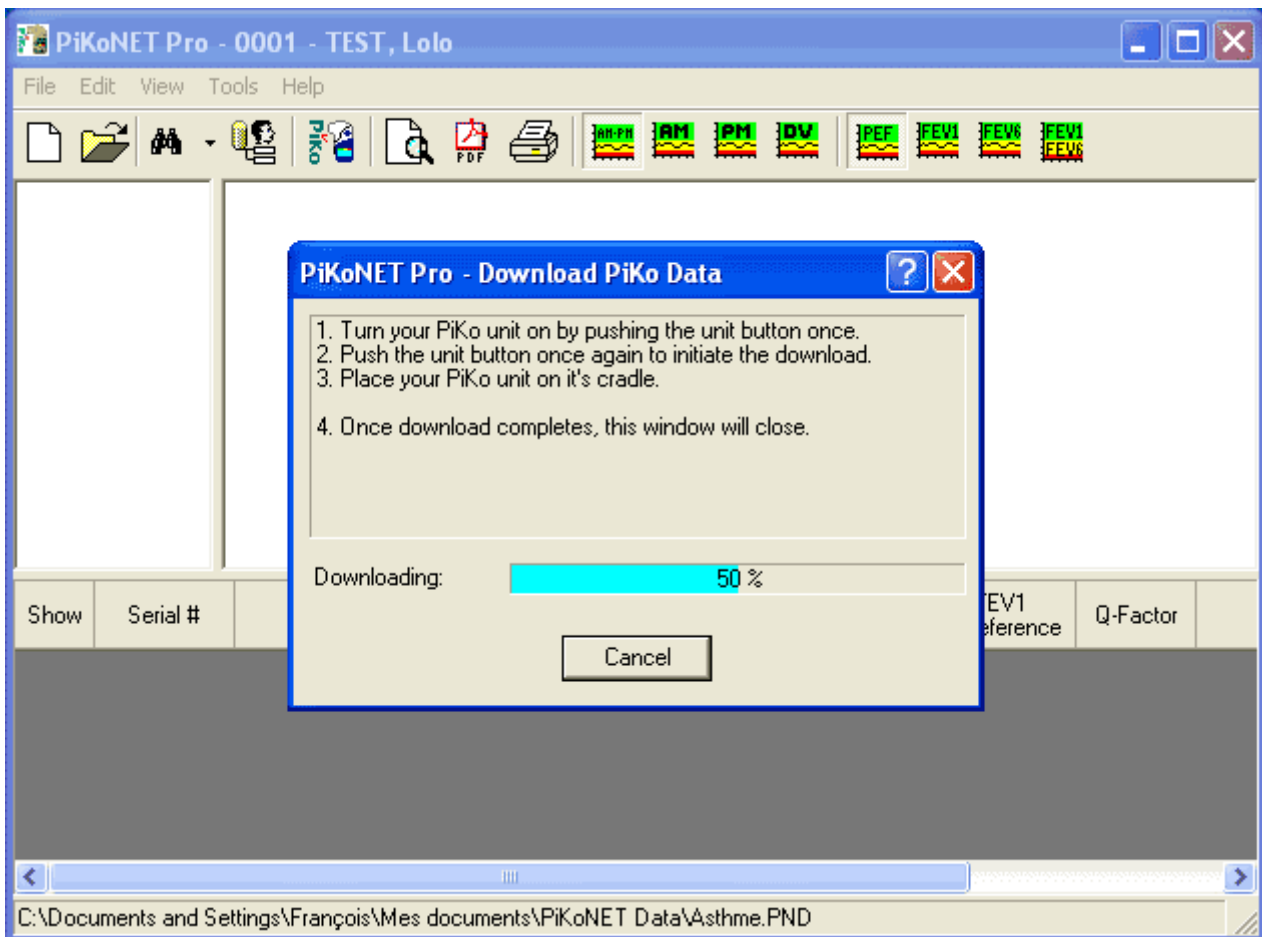 PiKoNET Pro - 0001 - TEST, Lolo
File Edit View Tools Help
PiKo PDF AM-PM AM PM DV PEF FEV1 FEV6 FEV1
FEV6
PiKoNET Pro - Download PiKo Data
1. Turn your PiKo unit on by pushing the unit button once.
2. Push the unit button once again to initiate the download.
3. Place your PiKo unit on it's cradle.
4. Once download completes, this window will close.
Downloading: 50 %
Cancel
Show Serial # EV1 Q-Factor
eference
C:\Documents and Settings\François\Mes documents\PiKoNET Data\Asthme.PND